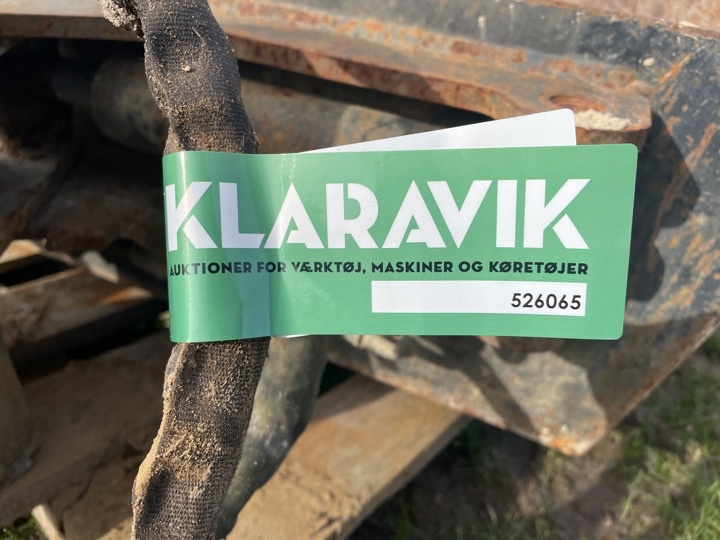 KLARAVIK
AUKTIONER FOR VÆRKTØJ, MASKINER OG KØRETØJER
526065